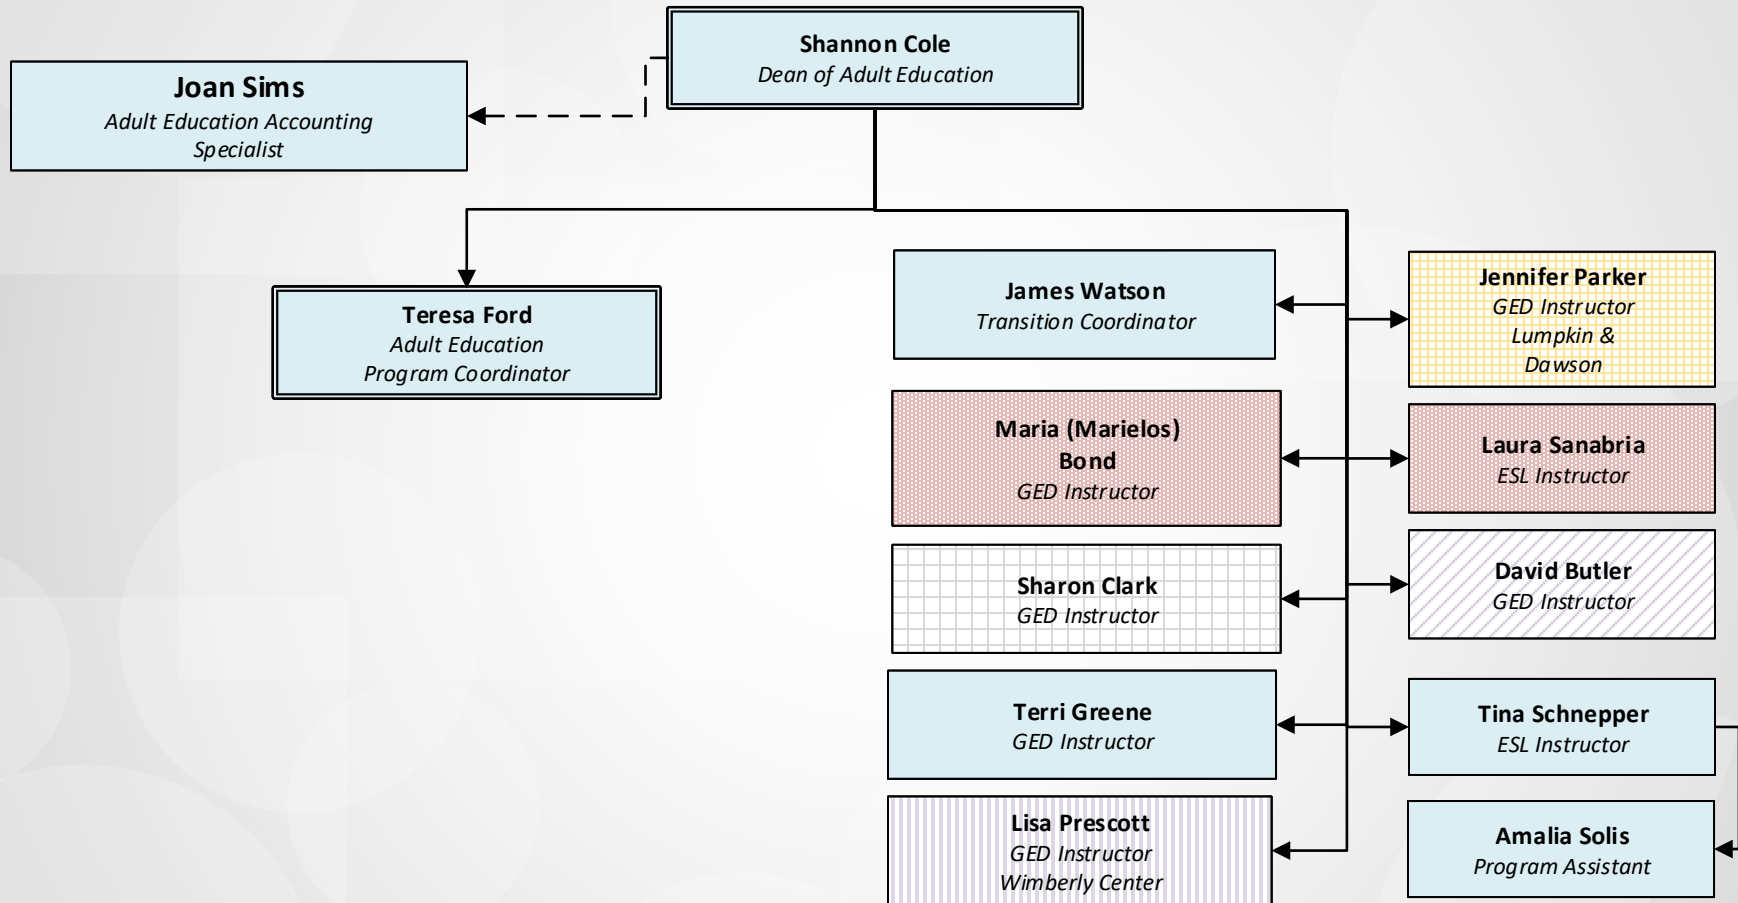 Shannon Cole
Dean of Adult Education
Joan Sims
Adult Education Accounting
Specialist
Teresa Ford
Adult Education
Program Coordinator
James Watson
Transition Coordinator
Jennifer Parker
GED Instructor
Lumpkin &
Dawson
Maria (Marielos)
Bond
GED Instructor
Laura Sanabria
ESL Instructor
Sharon Clark
GED Instructor
David Butler
GED Instructor
Terri Greene
GED Instructor
Tina Schnepper
ESL Instructor
Lisa Prescott
GED Instructor
Wimberly Center
Amalia Solis
Program Assistant